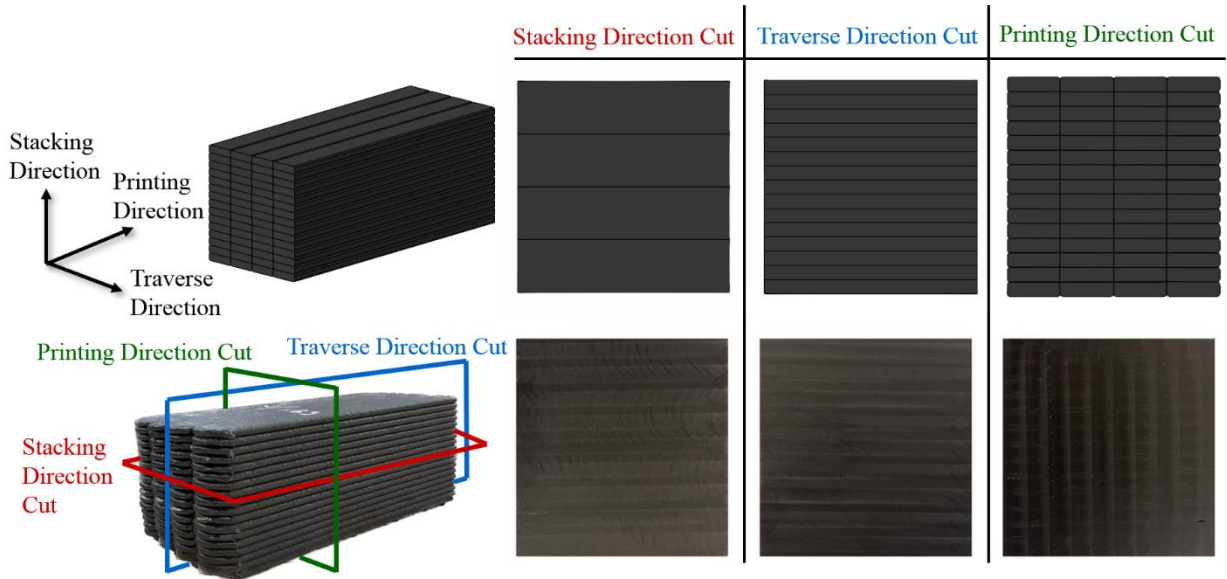 Stacking Direction Cut
Traverse Direction Cut
Printing Direction Cut
Stacking
Direction
Printing
Direction
Traverse
Direction
Printing Direction Cut
Traverse Direction Cut
Stacking
Direction
Cut